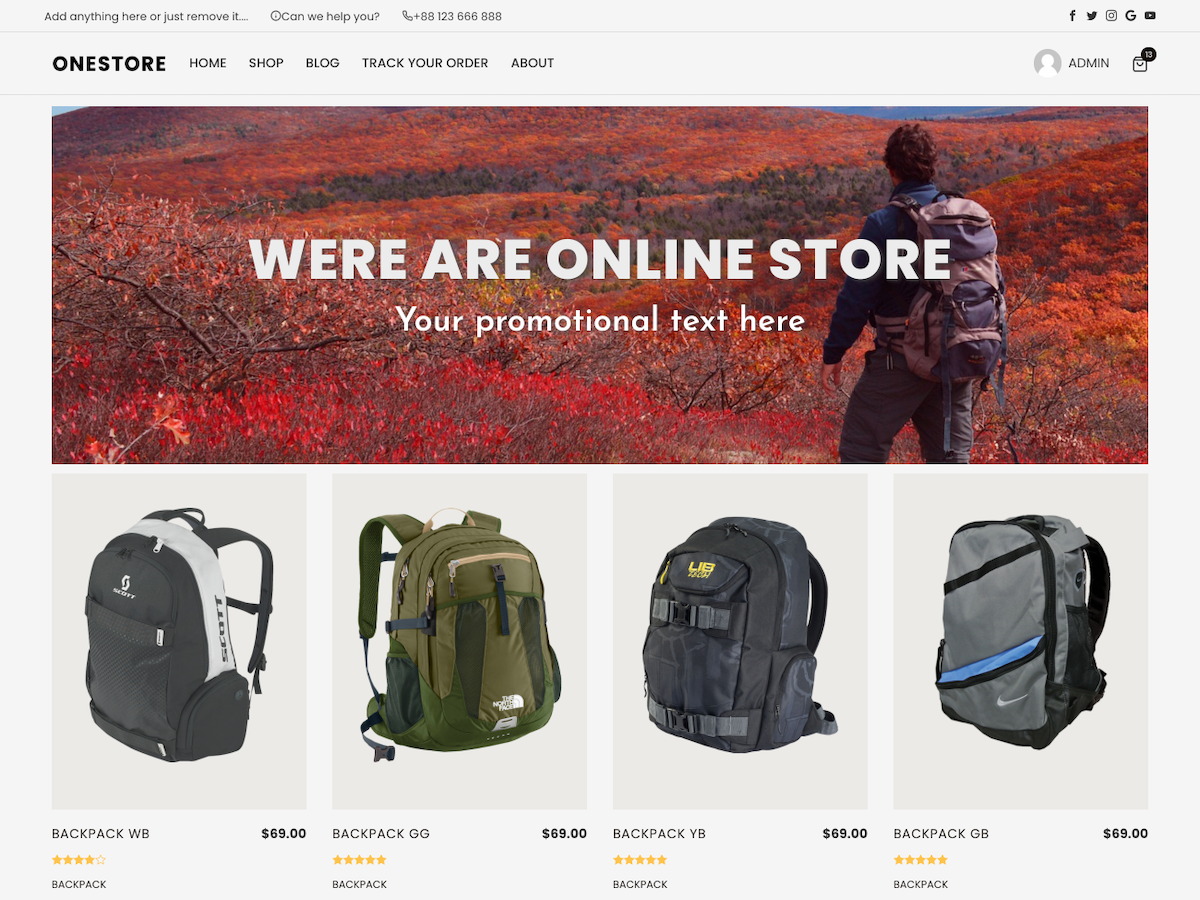 Add anything here or just remove it....
Can we help you?
+88 123 666 888
ONESTORE
HOME
SHOP
BLOG
TRACK YOUR ORDER
ABOUT
ADMIN
13
WERE ARE ONLINE STORE
Your promotional text here
SCOTT
SCOTT
THE
NORTH
FACE
LIB
TECH
BACKPACK WB
$69.00
BACKPACK GG
$69.00
BACKPACK YB
$69.00
BACKPACK GB
$69.00
BACKPACK
BACKPACK
BACKPACK
BACKPACK